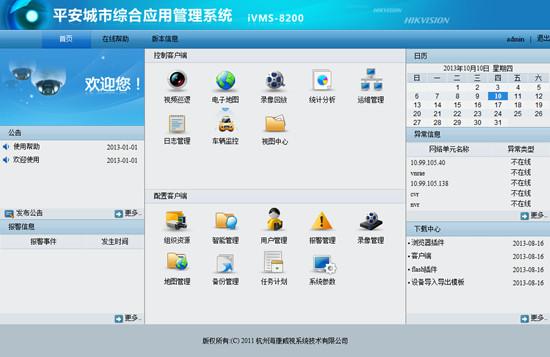 平安城市综合应用管理系统 iVMS-8200
HIKVISION HIKVISION
首页 在线帮助 版本信息 admin | 退出
欢迎您！
公告
使用帮助 2013-01-01
欢迎使用 2013-01-01
发布公告 更多..
报警信息
报警事件 发生时间
更多..
控制客户端
视频巡逻 电子地图 录像回放 统计分析 运维管理
日志管理 车辆监控 视图中心
配置客户端
组织资源 智能管理 用户管理 报警管理 录像管理
地图管理 备份管理 任务计划 系统参数
日历
2013年10月10日 星期四
日 一 二 三 四 五 六
1 2 3 4 5
6 7 8 9 10 11 12
13 14 15 16 17 18 19
20 21 22 23 24 25 26
27 28 29 30 31
异常信息
网络单元名称 异常类型
10.99.105.40 不在线
vnrae 不在线
10.99.105.138 不在线
cvr 不在线
nvr 不在线
更多..
下载中心
浏览器插件 2013-08-16
客户端 2013-08-16
flash插件 2013-08-16
设备导入导出模板 2013-08-16
更多..
版权所有:(C) 2011 杭州海康威视系统技术有限公司